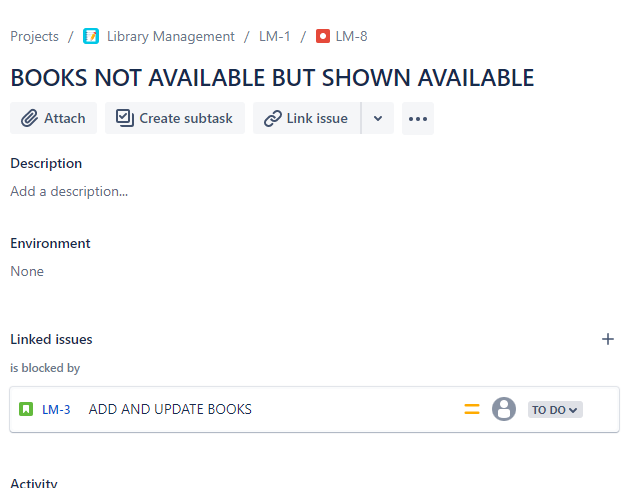 Projects / Library Management / LM-1 / LM-8
BOOKS NOT AVAILABLE BUT SHOWN AVAILABLE
Attach Create subtask Link issue
Description
Add a description...
Environment
None
Linked issues
is blocked by
LM-3 ADD AND UPDATE BOOKS TO DO
Activity